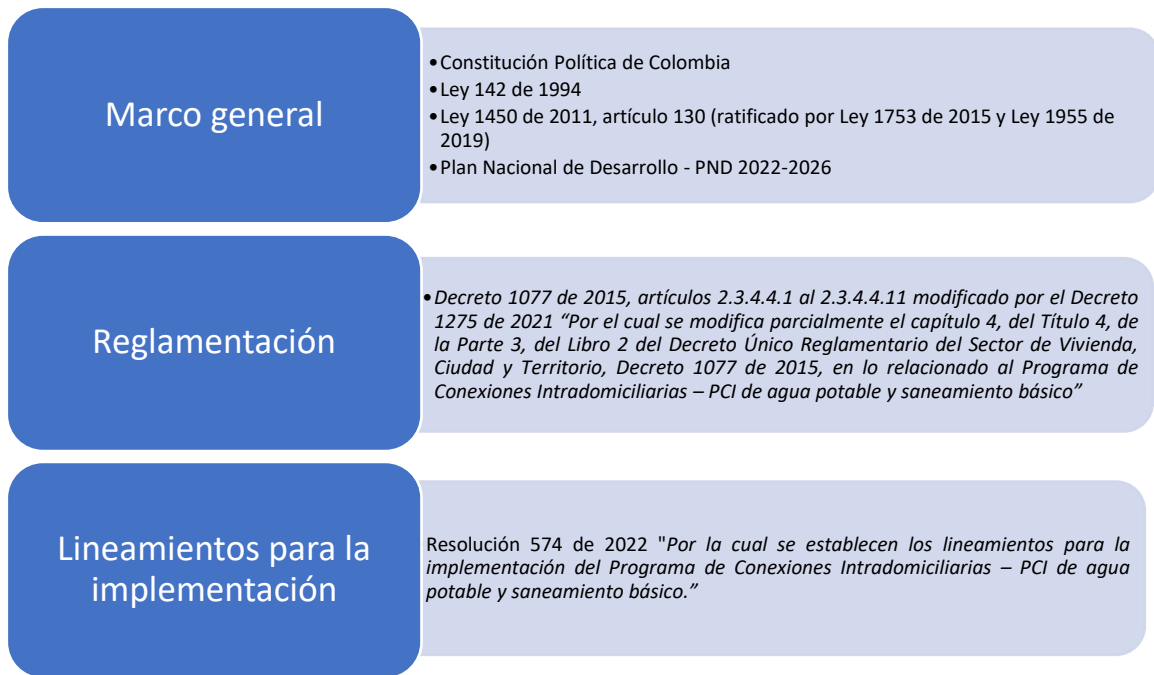 Marco general
•Constitución Política de Colombia
•Ley 142 de 1994
•Ley 1450 de 2011, artículo 130 (ratificado por Ley 1753 de 2015 y Ley 1955 de
2019)
•Plan Nacional de Desarrollo - PND 2022-2026
Reglamentación
•Decreto 1077 de 2015, artículos 2.3.4.4.1 al 2.3.4.4.11 modificado por el Decreto
1275 de 2021 “Por el cual se modifica parcialmente el capítulo 4, del Título 4, de
la Parte 3, del Libro 2 del Decreto Único Reglamentario del Sector de Vivienda,
Ciudad y Territorio, Decreto 1077 de 2015, en lo relacionado al Programa de
Conexiones Intradomiciliarias – PCI de agua potable y saneamiento básico”
Lineamientos para la
implementación
Resolución 574 de 2022 "Por la cual se establecen los lineamientos para la
implementación del Programa de Conexiones Intradomiciliarias – PCI de agua
potable y saneamiento básico.”